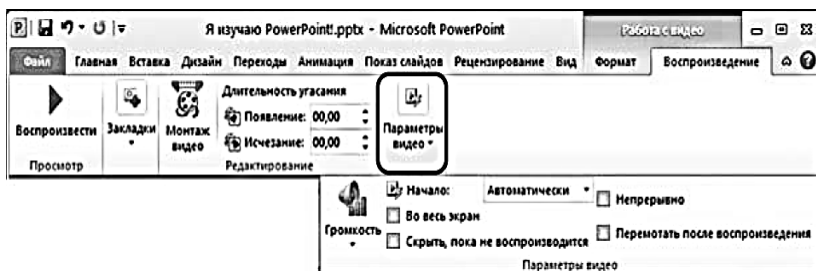 Я изучаю PowerPoint!.pptx - Microsoft PowerPoint
Работа с видео
Файл Главная Вставка Дизайн Переходы Анимация Показ слайдов Рецензирование Вид Формат Воспроизведение
Воспроизвести
Просмотр
Закладки
Монтаж
видео
Длительность угасания
Появление: 00,00
Исчезание: 00,00
Редактирование
Параметры
видео
Громкость
Начало: Автоматически
Во весь экран
Скрыть, пока не воспроизводится
Непрерывно
Перемотать после воспроизведения
Параметры видео